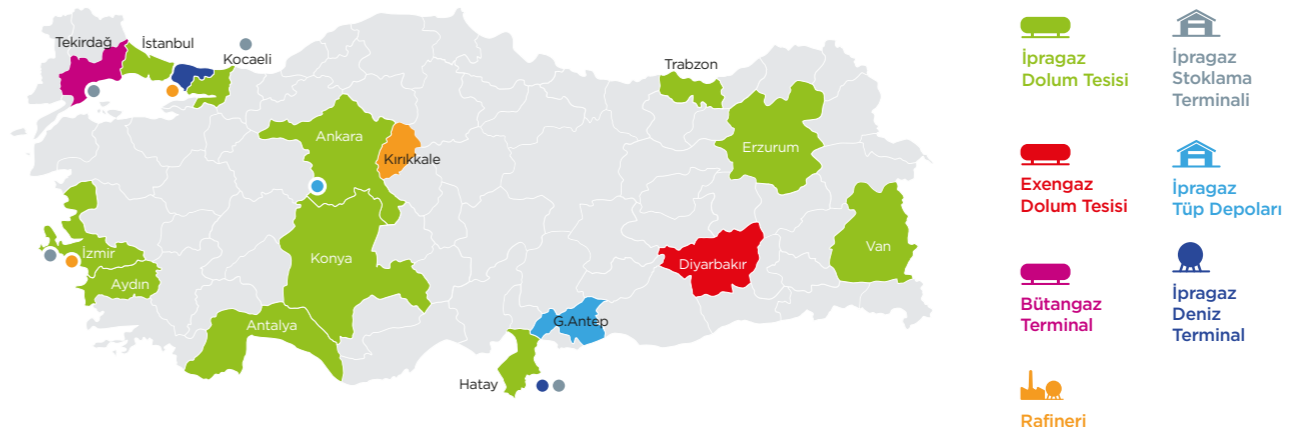 Tekirdağ
İstanbul
Kocaeli
Trabzon
Ankara
Kırıkkale
Erzurum
İzmir
Aydın
Konya
Van
Diyarbakır
Antalya
G.Antep
Hatay
İpragaz
Dolum Tesisi
İpragaz
Stoklama
Terminali
Exengaz
Dolum Tesisi
İpragaz
Tüp Depoları
Bütangaz
Terminal
İpragaz
Deniz
Terminal
Rafineri